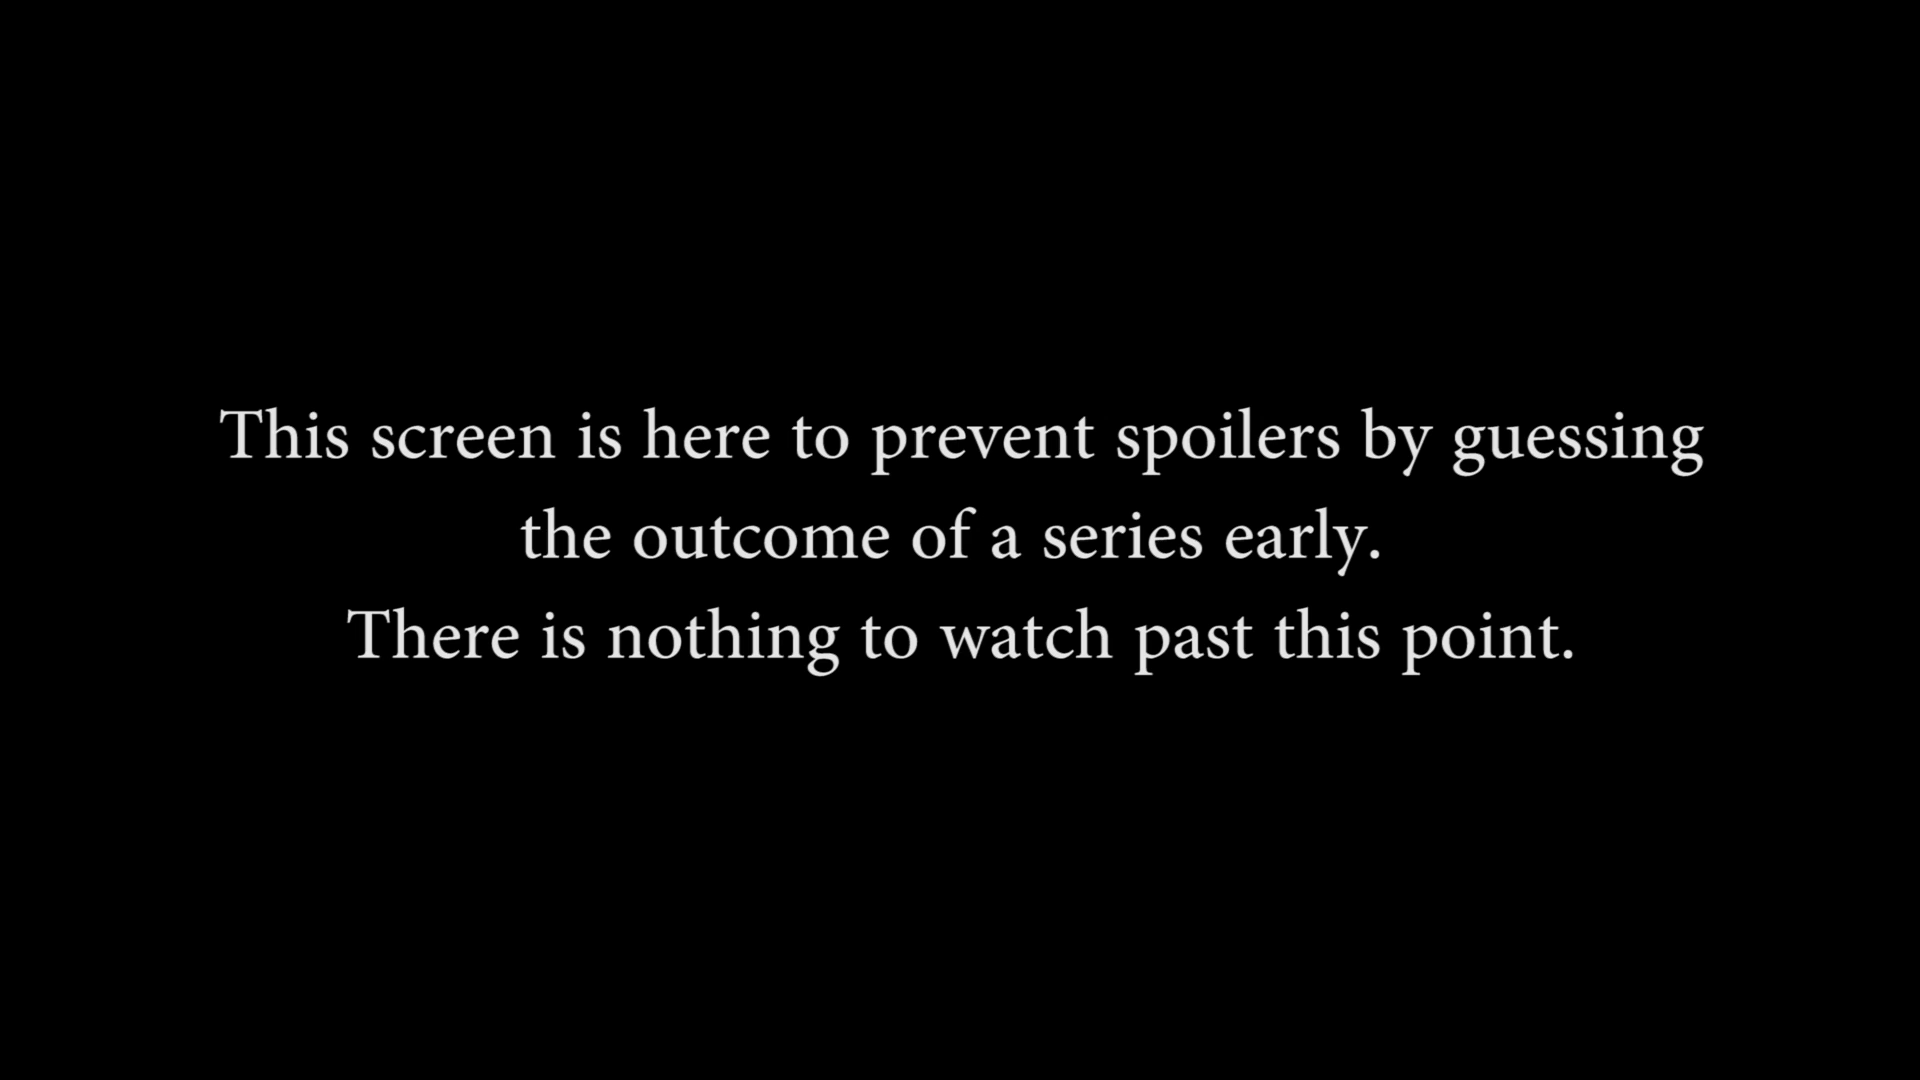 This screen is here to prevent spoilers by guessing
the outcome of a series early.
There is nothing to watch past this point.